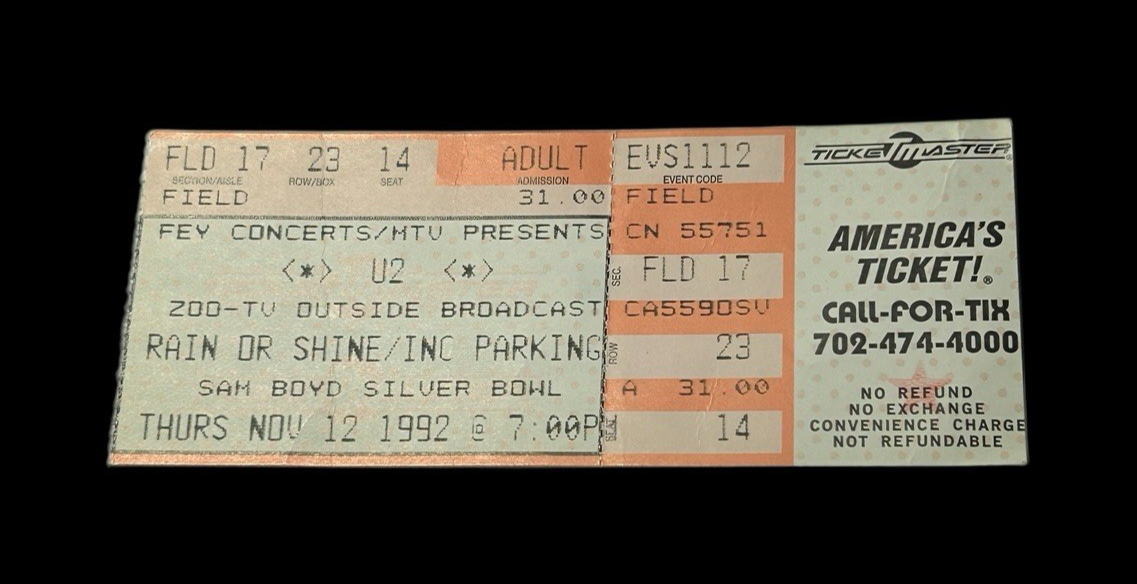 FLD 17 23 14 ADULT
SECTION/AISLE ROW/BOX SEAT ADMISSION
FIELD 31.00
FEY CONCERTS/MTV PRESENTS
<*> U2 <*>
ZOO-TV OUTSIDE BROADCAST
RAIN OR SHINE/INC PARKING
SAM BOYD SILVER BOWL
THURS NOV 12 1992 @ 7:00P
EVS1112
EVENT CODE
FIELD
CN 55751
SEC. FLD 17
CA559OSV
ROW 23
A 31.00
SEAT 14
TICKETMASTER®
AMERICA'S
TICKET!®
CALL-FOR-TIX
702-474-4000
NO REFUND
NO EXCHANGE
CONVENIENCE CHARGE
NOT REFUNDABLE